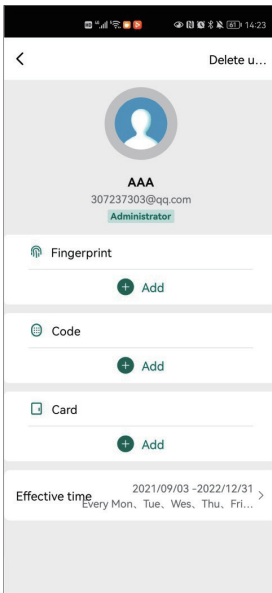 61 14:23
Delete u...
AAA
307237303@qq.com
Administrator
Fingerprint
Add
Code
Add
Card
Add
Effective time
2021/09/03 -2022/12/31
Every Mon、Tue、Wes、Thu、Fri...